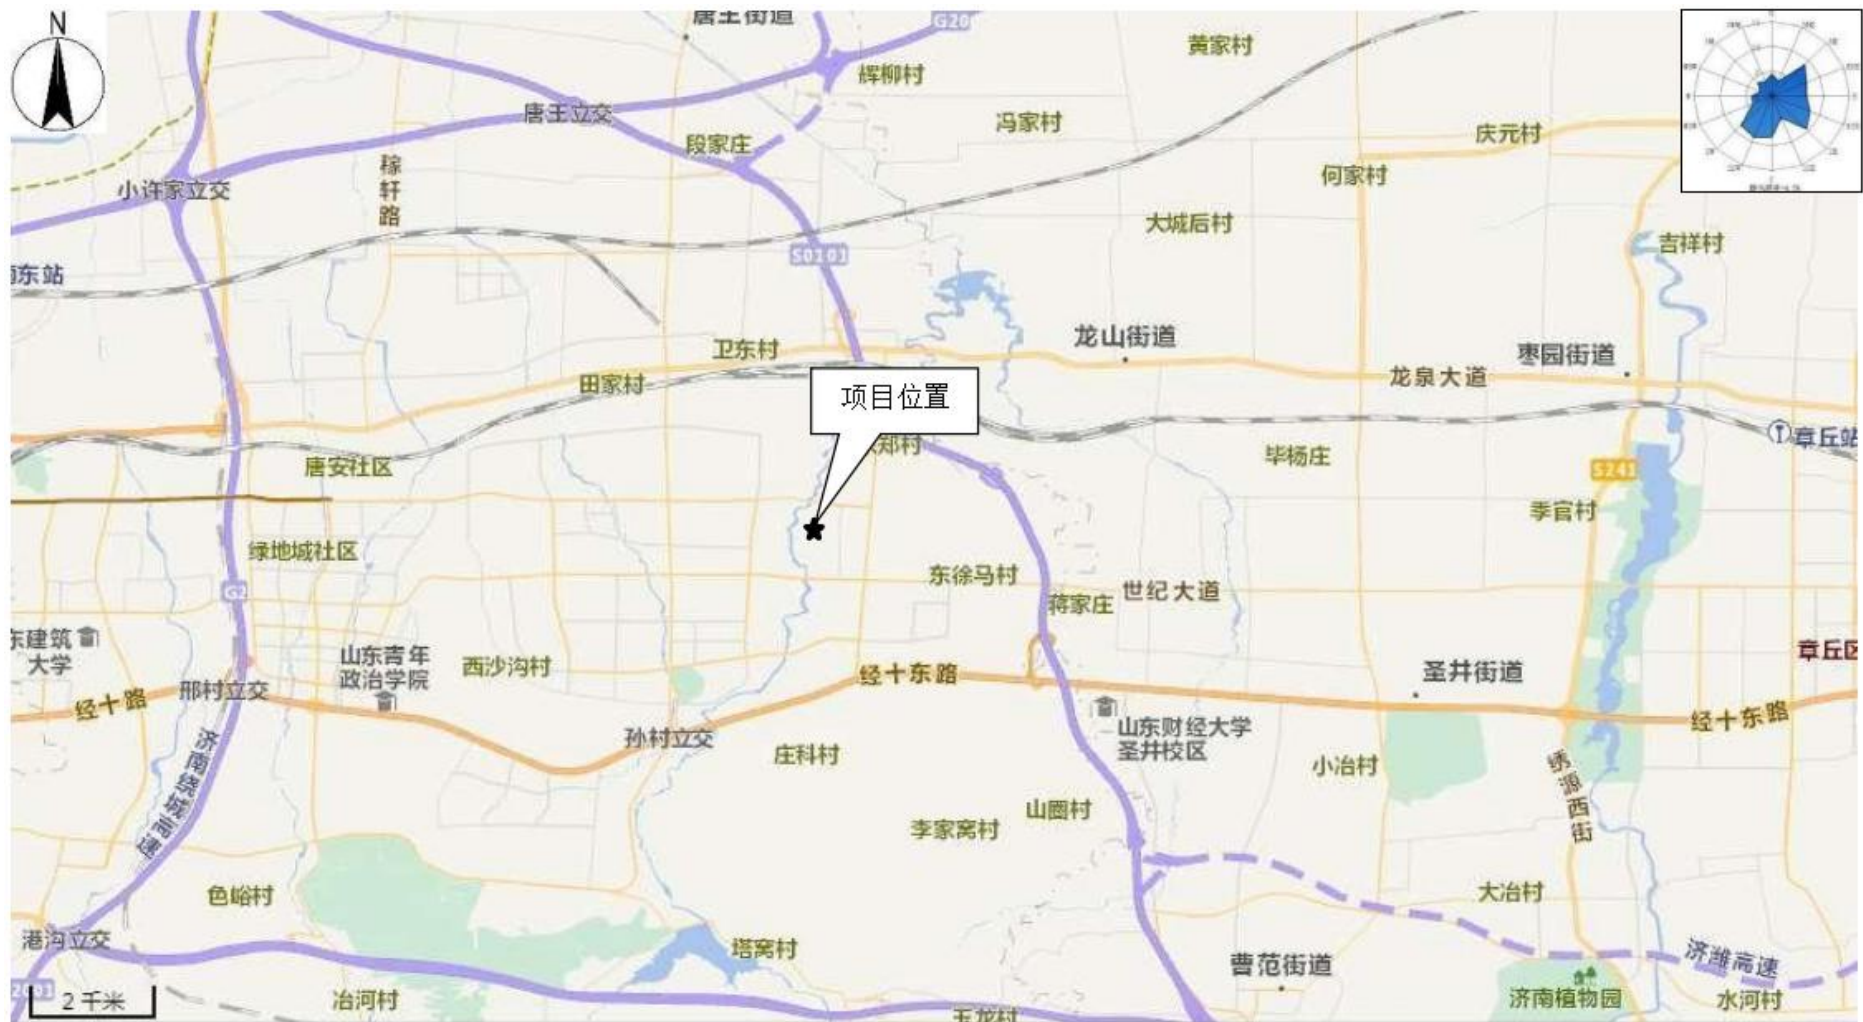 N
唐王街道
G20
黄家村
辉柳村
唐王立交
冯家村
段家庄
庆元村
稼轩路
小许家立交
何家村
大城后村
吉祥村
S0101
东站
龙山街道
卫东村
枣园街道
田家村
龙泉大道
项目位置
郑村
章丘站
毕杨庄
唐安社区
S241
季官村
绿地城社区
东徐马村
世纪大道
G2
蒋家庄
东建筑
大学
山东青年
政治学院
西沙沟村
经十东路
圣井街道
章丘区
邢村立交
经十路
经十东路
济南绕城高速
孙村立交
庄科村
山东财经大学
圣井校区
小冶村
绣源西街
山圈村
李家窝村
色峪村
大冶村
港沟立交
塔窝村
济潍高速
曹范街道
2001
2 千米
冶河村
济南植物园
水河村
玉龙村